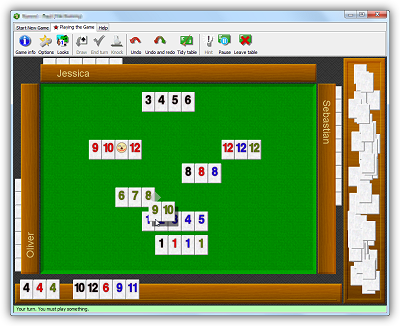 Start New Game Playing the Game Help
Game info Options Looks Draw End turn Knock Undo Undo and redo Tidy table Hint Pause Leave table
Jessica
Sebastian
3 4 5 6
9 10 12
12 12 12
8 8 8
6 7 8
9 10
3 4 5
1 1 1 1
Oliver
4 4 4 10 12 6 9 11
Your turn. You must play something.